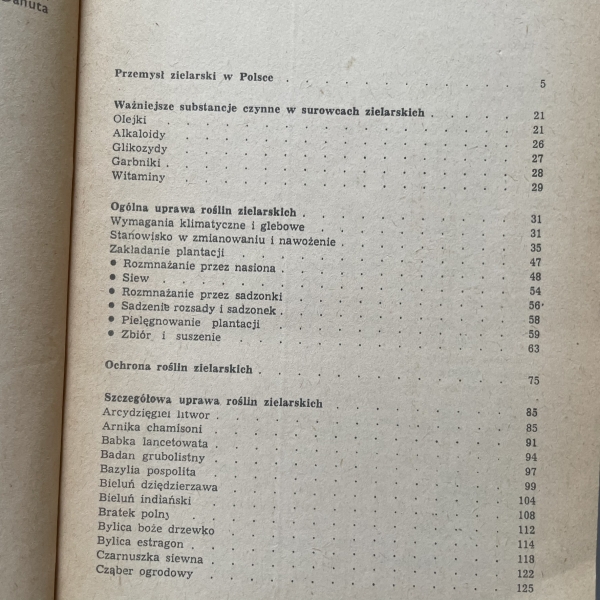 Danuta
Przemysł zielarski w Polsce . . . . . . . . . 5
Ważniejsze substancje czynne w surowcach zielarskich . . . . 21
Olejki . . . . . . . . . . . . . 21
Alkaloidy . . . . . . . . . . . . 26
Glikozydy . . . . . . . . . . . . 27
Garbniki . . . . . . . . . . . . . 28
Witaminy . . . . . . . . . . . . 29
Ogólna uprawa roślin zielarskich . . . . . . . . 31
Wymagania klimatyczne i glebowe . . . . . . . . 31
Stanowisko w zmianowaniu i nawożenie . . . . . . . 35
Zakładanie plantacji . . . . . . . . . . 47
● Rozmnażanie przez nasiona . . . . . . . . . 48
● Siew . . . . . . . . . . . . . 54
● Rozmnażanie przez sadzonki . . . . . . . . 56
● Sadzenie rozsady i sadzonek . . . . . . . . . 58
● Pielęgnowanie plantacji . . . . . . . . . 59
● Zbiór i suszenie . . . . . . . . . . 63
Ochrona roślin zielarskich . . . . . . . . . . 75
Szczegółowa uprawa roślin zielarskich . . . . . . . 85
Arcydzięgiel litwor . . . . . . . . . . 85
Arnika chamisoni . . . . . . . . . . . 91
Babka lancetowata . . . . . . . . . . . 94
Badan grubolistny . . . . . . . . . . . 97
Bazylia pospolita . . . . . . . . . . . 99
Bieluń dziędzierzawa . . . . . . . . . . 104
Bieluń indiański . . . . . . . . . . . 108
Bratek polny . . . . . . . . . . . . 112
Bylica boże drzewko . . . . . . . . . . 114
Bylica estragon . . . . . . . . . . . 118
Czarnuszka siewna . . . . . . . . . . . 122
Cząber ogrodowy . . . . . . . . . . . 125